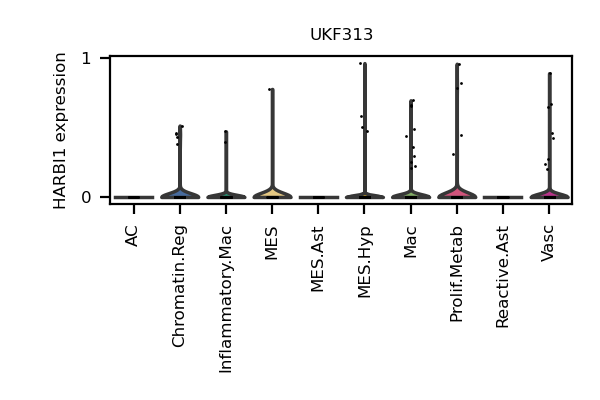 UKF313
HARBI1 expression
1
0
AC
Chromatin.Reg
Inflammatory.Mac
MES
MES.Ast
MES.Hyp
Mac
Prolif.Metab
Reactive.Ast
Vasc